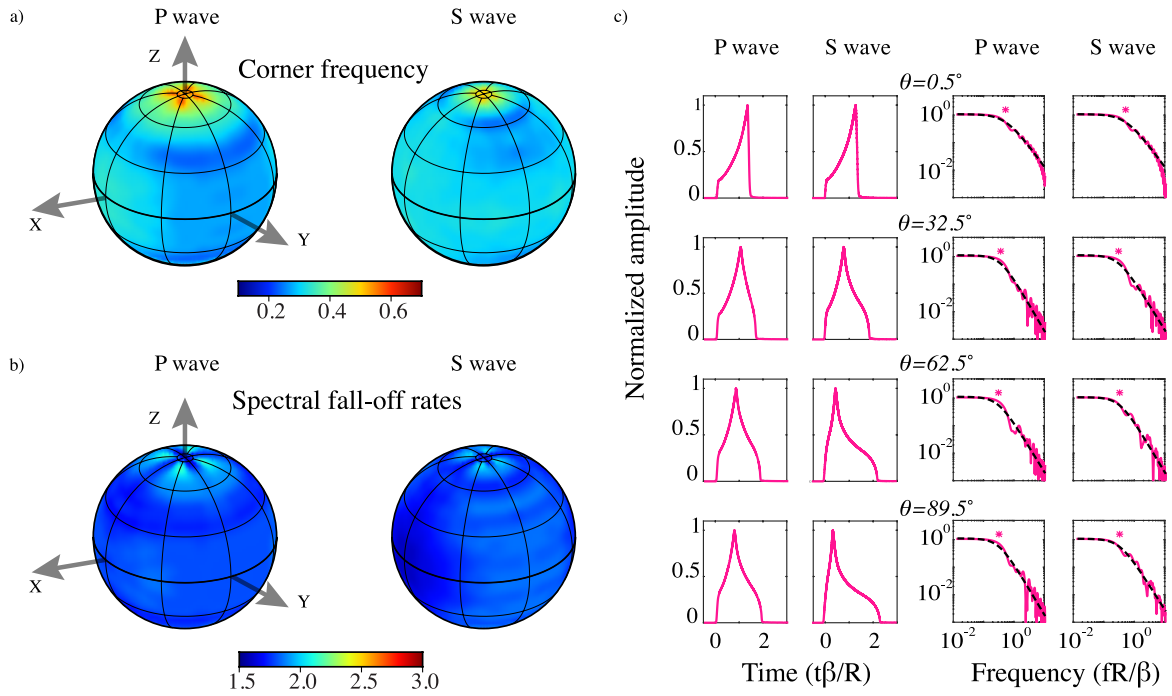 a)
P wave
S wave
Z
Corner frequency
X
Y
0.2 0.4 0.6
b)
P wave
S wave
Spectral fall-off rates
Z
X
Y
1.5 2.0 2.5 3.0
c)
P wave
S wave
P wave
S wave
Normalized amplitude
θ=0.5°
1
0.5
0
10⁰
10⁻²
θ=32.5°
1
0.5
0
10⁰
10⁻²
θ=62.5°
1
0.5
0
10⁰
10⁻²
θ=89.5°
1
0.5
0
10⁰
10⁻²
0 2
0 2
10⁻² 10⁰
10⁻² 10⁰
Time (tβ/R)
Frequency (fR/β)